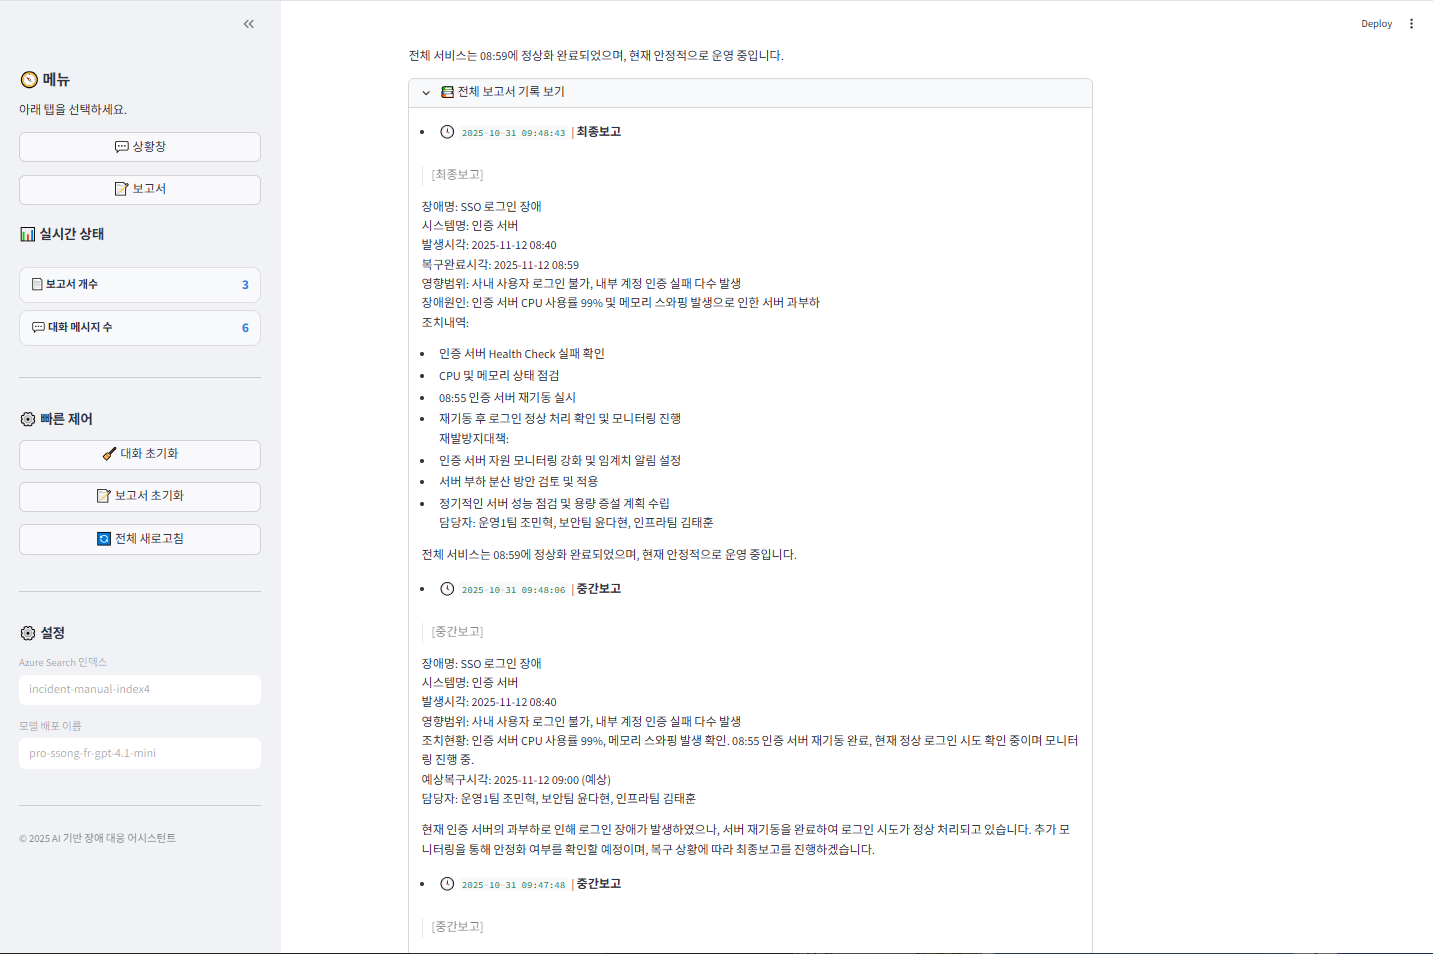 메뉴
아래 탭을 선택하세요.
상황창
보고서
실시간 상태
보고서 개수 3
대화 메시지 수 6
빠른 제어
대화 초기화
보고서 초기화
전체 새로고침
설정
Azure Search 인덱스
incident-manual-index4
모델 배포 이름
pro-ssong-fr-gpt-4.1-mini
© 2025 AI 기반 장애 대응 어시스턴트
Deploy
전체 서비스는 08:59에 정상화 완료되었으며, 현재 안정적으로 운영 중입니다.
전체 보고서 기록 보기
2025-10-31 09:48:43 | 최종보고
[최종보고]
장애명: SSO 로그인 장애
시스템명: 인증 서버
발생시각: 2025-11-12 08:40
복구완료시각: 2025-11-12 08:59
영향범위: 사내 사용자 로그인 불가, 내부 계정 인증 실패 다수 발생
장애원인: 인증 서버 CPU 사용률 99% 및 메모리 스와핑 발생으로 인한 서버 과부하
조치내역:
• 인증 서버 Health Check 실패 확인
• CPU 및 메모리 상태 점검
• 08:55 인증 서버 재기동 실시
• 재기동 후 로그인 정상 처리 확인 및 모니터링 진행
재발방지대책:
• 인증 서버 자원 모니터링 강화 및 임계치 알림 설정
• 서버 부하 분산 방안 검토 및 적용
• 정기적인 서버 성능 점검 및 용량 증설 계획 수립
담당자: 운영1팀 조민혁, 보안팀 윤다현, 인프라팀 김태훈
전체 서비스는 08:59에 정상화 완료되었으며, 현재 안정적으로 운영 중입니다.
2025-10-31 09:48:06 | 중간보고
[중간보고]
장애명: SSO 로그인 장애
시스템명: 인증 서버
발생시각: 2025-11-12 08:40
영향범위: 사내 사용자 로그인 불가, 내부 계정 인증 실패 다수 발생
조치현황: 인증 서버 CPU 사용률 99%, 메모리 스와핑 발생 확인. 08:55 인증 서버 재기동 완료, 현재 정상 로그인 시도 확인 중이며 모니터
링 진행 중.
예상복구시각: 2025-11-12 09:00 (예상)
담당자: 운영1팀 조민혁, 보안팀 윤다현, 인프라팀 김태훈
현재 인증 서버의 과부하로 인해 로그인 장애가 발생하였으나, 서버 재기동을 완료하여 로그인 시도가 정상 처리되고 있습니다. 추가 모
니터링을 통해 안정화 여부를 확인할 예정이며, 복구 상황에 따라 최종보고를 진행하겠습니다.
2025-10-31 09:47:48 | 중간보고
[중간보고]